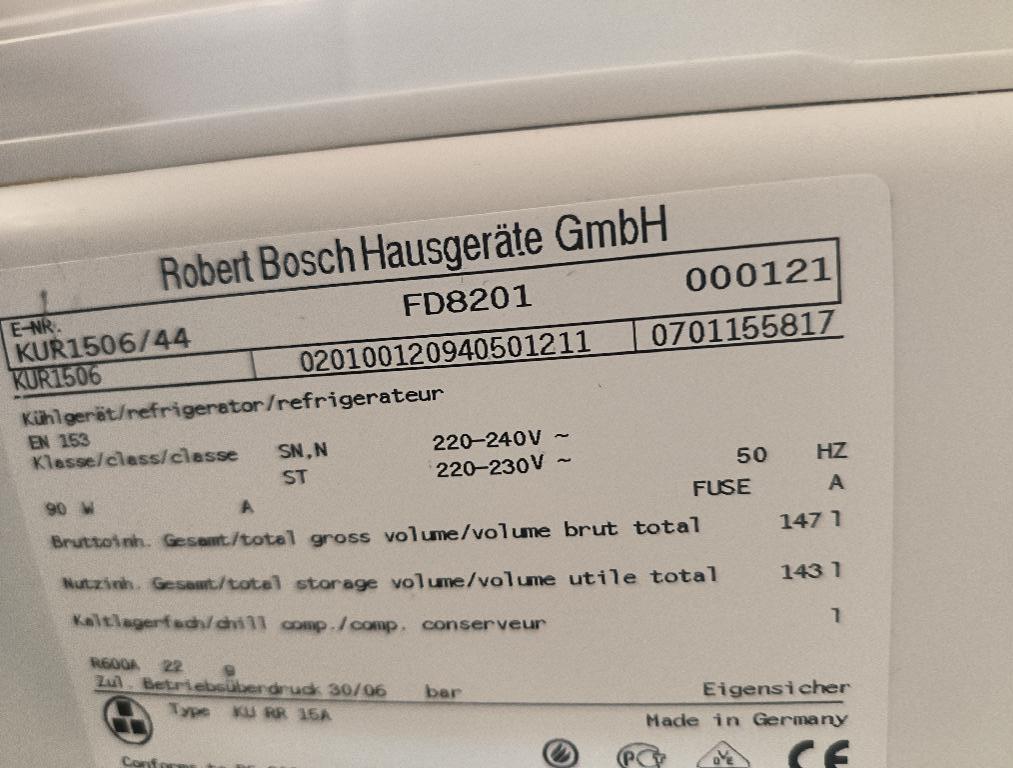 Robert Bosch Hausgeräte GmbH
E-NR. KUR1506/44 FD8201 000121
KUR1506 020100120940501211 0701155817
Kühlgerät/refrigerator/refrigerateur
EN 153
Klasse/class/classe SN,N 220-240V ~ 50 HZ
ST 220-230V ~ FUSE A
90 W A
Bruttoinh. Gesamt/total gross volume/volume brut total 147 l
Nutzinh. Gesamt/total storage volume/volume utile total 143 l
Kaltlagerfach/chill comp./comp. conserveur l
R600A 22 g
Zul. Betriebsüberdruck 30/06 bar Eigensicher
Type KU RR 15A Made in Germany
Conforms to